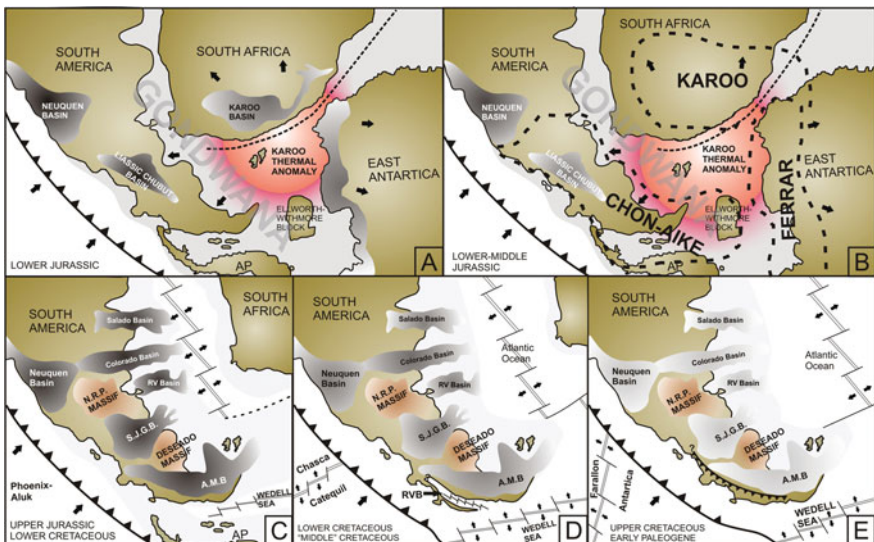 SOUTH
AMERICA
SOUTH AFRICA
NEUQUEN
BASIN
KAROO
BASIN
GONDWANA
KAROO
THERMAL
ANOMALY
LIASSIC CHUBUT
BASIN
EAST
ANTARTICA
ELLWORTH-
WITHMORE
BLOCK
AP
LOWER JURASSIC
A
SOUTH
AMERICA
SOUTH AFRICA
KAROO
NEUQUEN
BASIN
GONDWANA
KAROO
THERMAL
ANOMALY
LIASSIC CHUBUT
BASIN
EAST
ANTARTICA
CHON-AIKE
FERRAR
ELLWORTH-
WITHMORE
BLOCK
AP
LOWER-MIDDLE
JURASSIC
B
SOUTH
AMERICA
SOUTH
AFRICA
Salado Basin
Colorado Basin
Neuquen
Basin
RV Basin
N.R.P.
MASSIF
S.J.G.B.
DESEADO
MASSIF
A.M.B
Phoenix-
Aluk
WEDELL
SEA
AP
UPPER JURASSIC
LOWER CRETACEOUS
C
SOUTH
AMERICA
Salado Basin
Colorado Basin
Atlantic
Ocean
Neuquen
Basin
RV Basin
N.R.P.
MASSIF
S.J.G.B.
DESEADO
MASSIF
A.M.B
Chasca
Catequil
RVB
WEDELL
SEA
LOWER CRETACEOUS
"MIDDLE" CRETACEOUS
D
SOUTH
AMERICA
Salado Basin
Colorado Basin
Atlantic
Ocean
Neuquen
Basin
RV Basin
N.R.P.
MASSIF
S.J.G.B.
DESEADO
MASSIF
?
A.M.B
Farallon
Antartica
WEDELL
SEA
UPPER CRETACEOUS
EARLY PALEOGENE
E